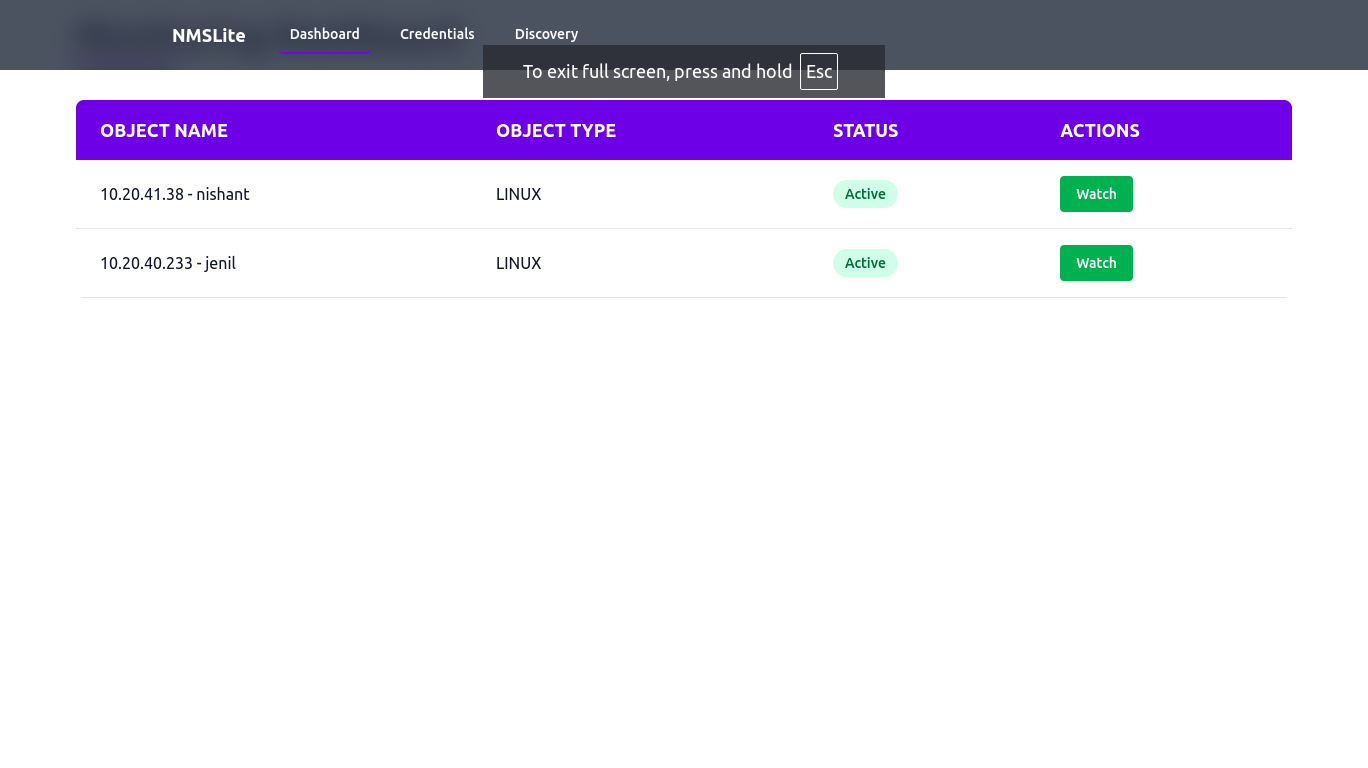 NMSLite Dashboard Credentials Discovery
To exit full screen, press and hold Esc
OBJECT NAME OBJECT TYPE STATUS ACTIONS
10.20.41.38 - nishant LINUX Active Watch
10.20.40.233 - jenil LINUX Active Watch